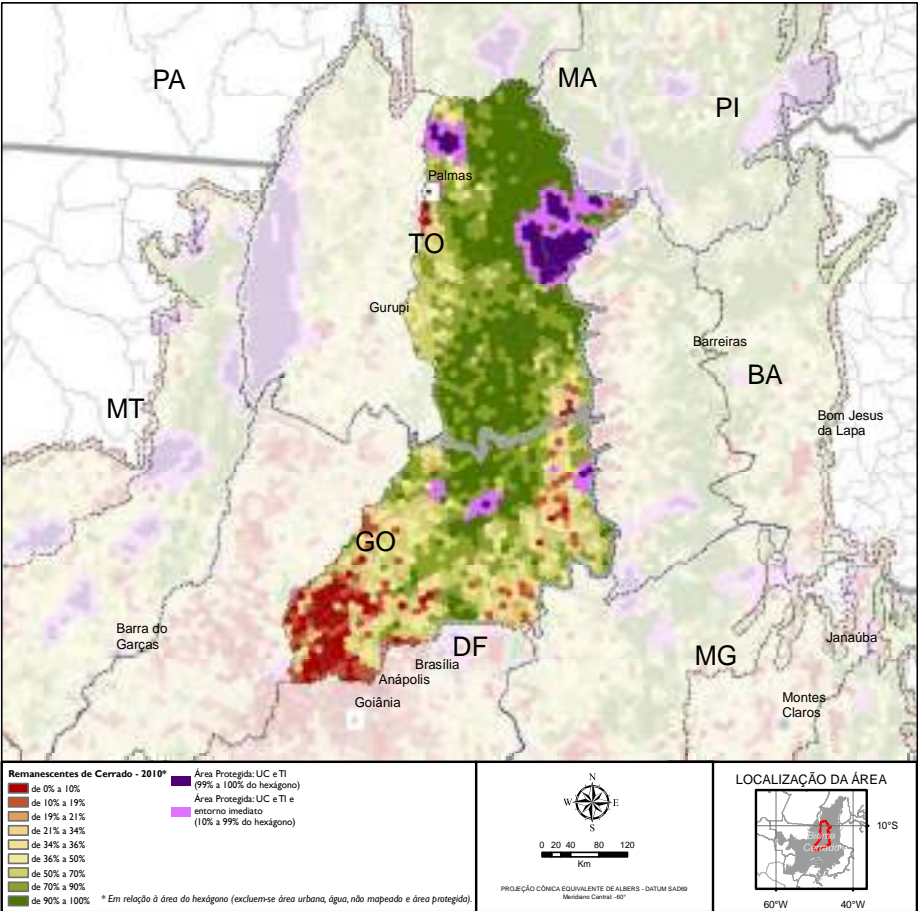 PA
MA
PI
Palmas
TO
Gurupi
Barreiras
BA
MT
Bom Jesus
da Lapa
GO
Barra do
Garças
DF
Brasília
Anápolis
Goiânia
MG
Janaúba
Montes
Claros
Remanescentes de Cerrado - 2010*
de 0% a 10%
de 10% a 19%
de 19% a 21%
de 21% a 34%
de 34% a 36%
de 36% a 50%
de 50% a 70%
de 70% a 90%
de 90% a 100%
Área Protegida: UC e TI
(99% a 100% do hexágono)
Área Protegida: UC e TI e
entorno imediato
(10% a 99% do hexágono)
* Em relação à área do hexágono (excluem-se área urbana, água, não mapeado e área protegida).
N
W E
S
0 20 40 80 120
Km
PROJEÇÃO CÔNICA EQUIVALENTE DE ALBERS - DATUM SAD69
Meridiano Central: -60°
LOCALIZAÇÃO DA ÁREA
10°S
Bioma
Cerrado
60°W 40°W